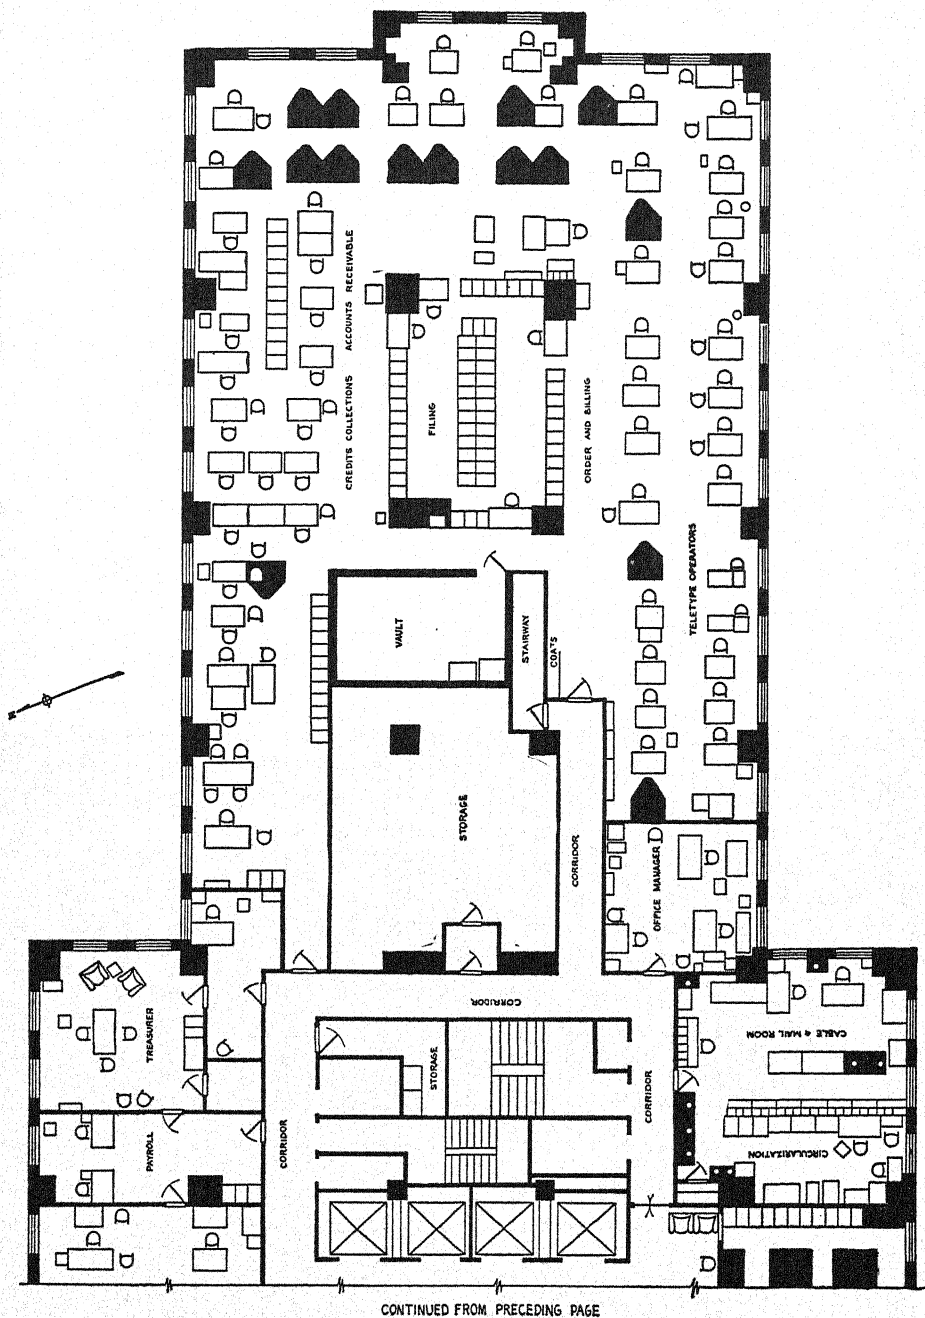 ACCOUNTS RECEIVABLE
CREDITS COLLECTIONS
FILING
ORDER AND BILLING
TELETYPE OPERATORS
VAULT
STAIRWAY
COATS
STORAGE
CORRIDOR
OFFICE MANAGER
CORRIDOR
TREASURER
STORAGE
CORRIDOR
CABLE & MAIL ROOM
PAYROLL
CORRIDOR
CIRCULARIZATION
CONTINUED FROM PRECEDING PAGE